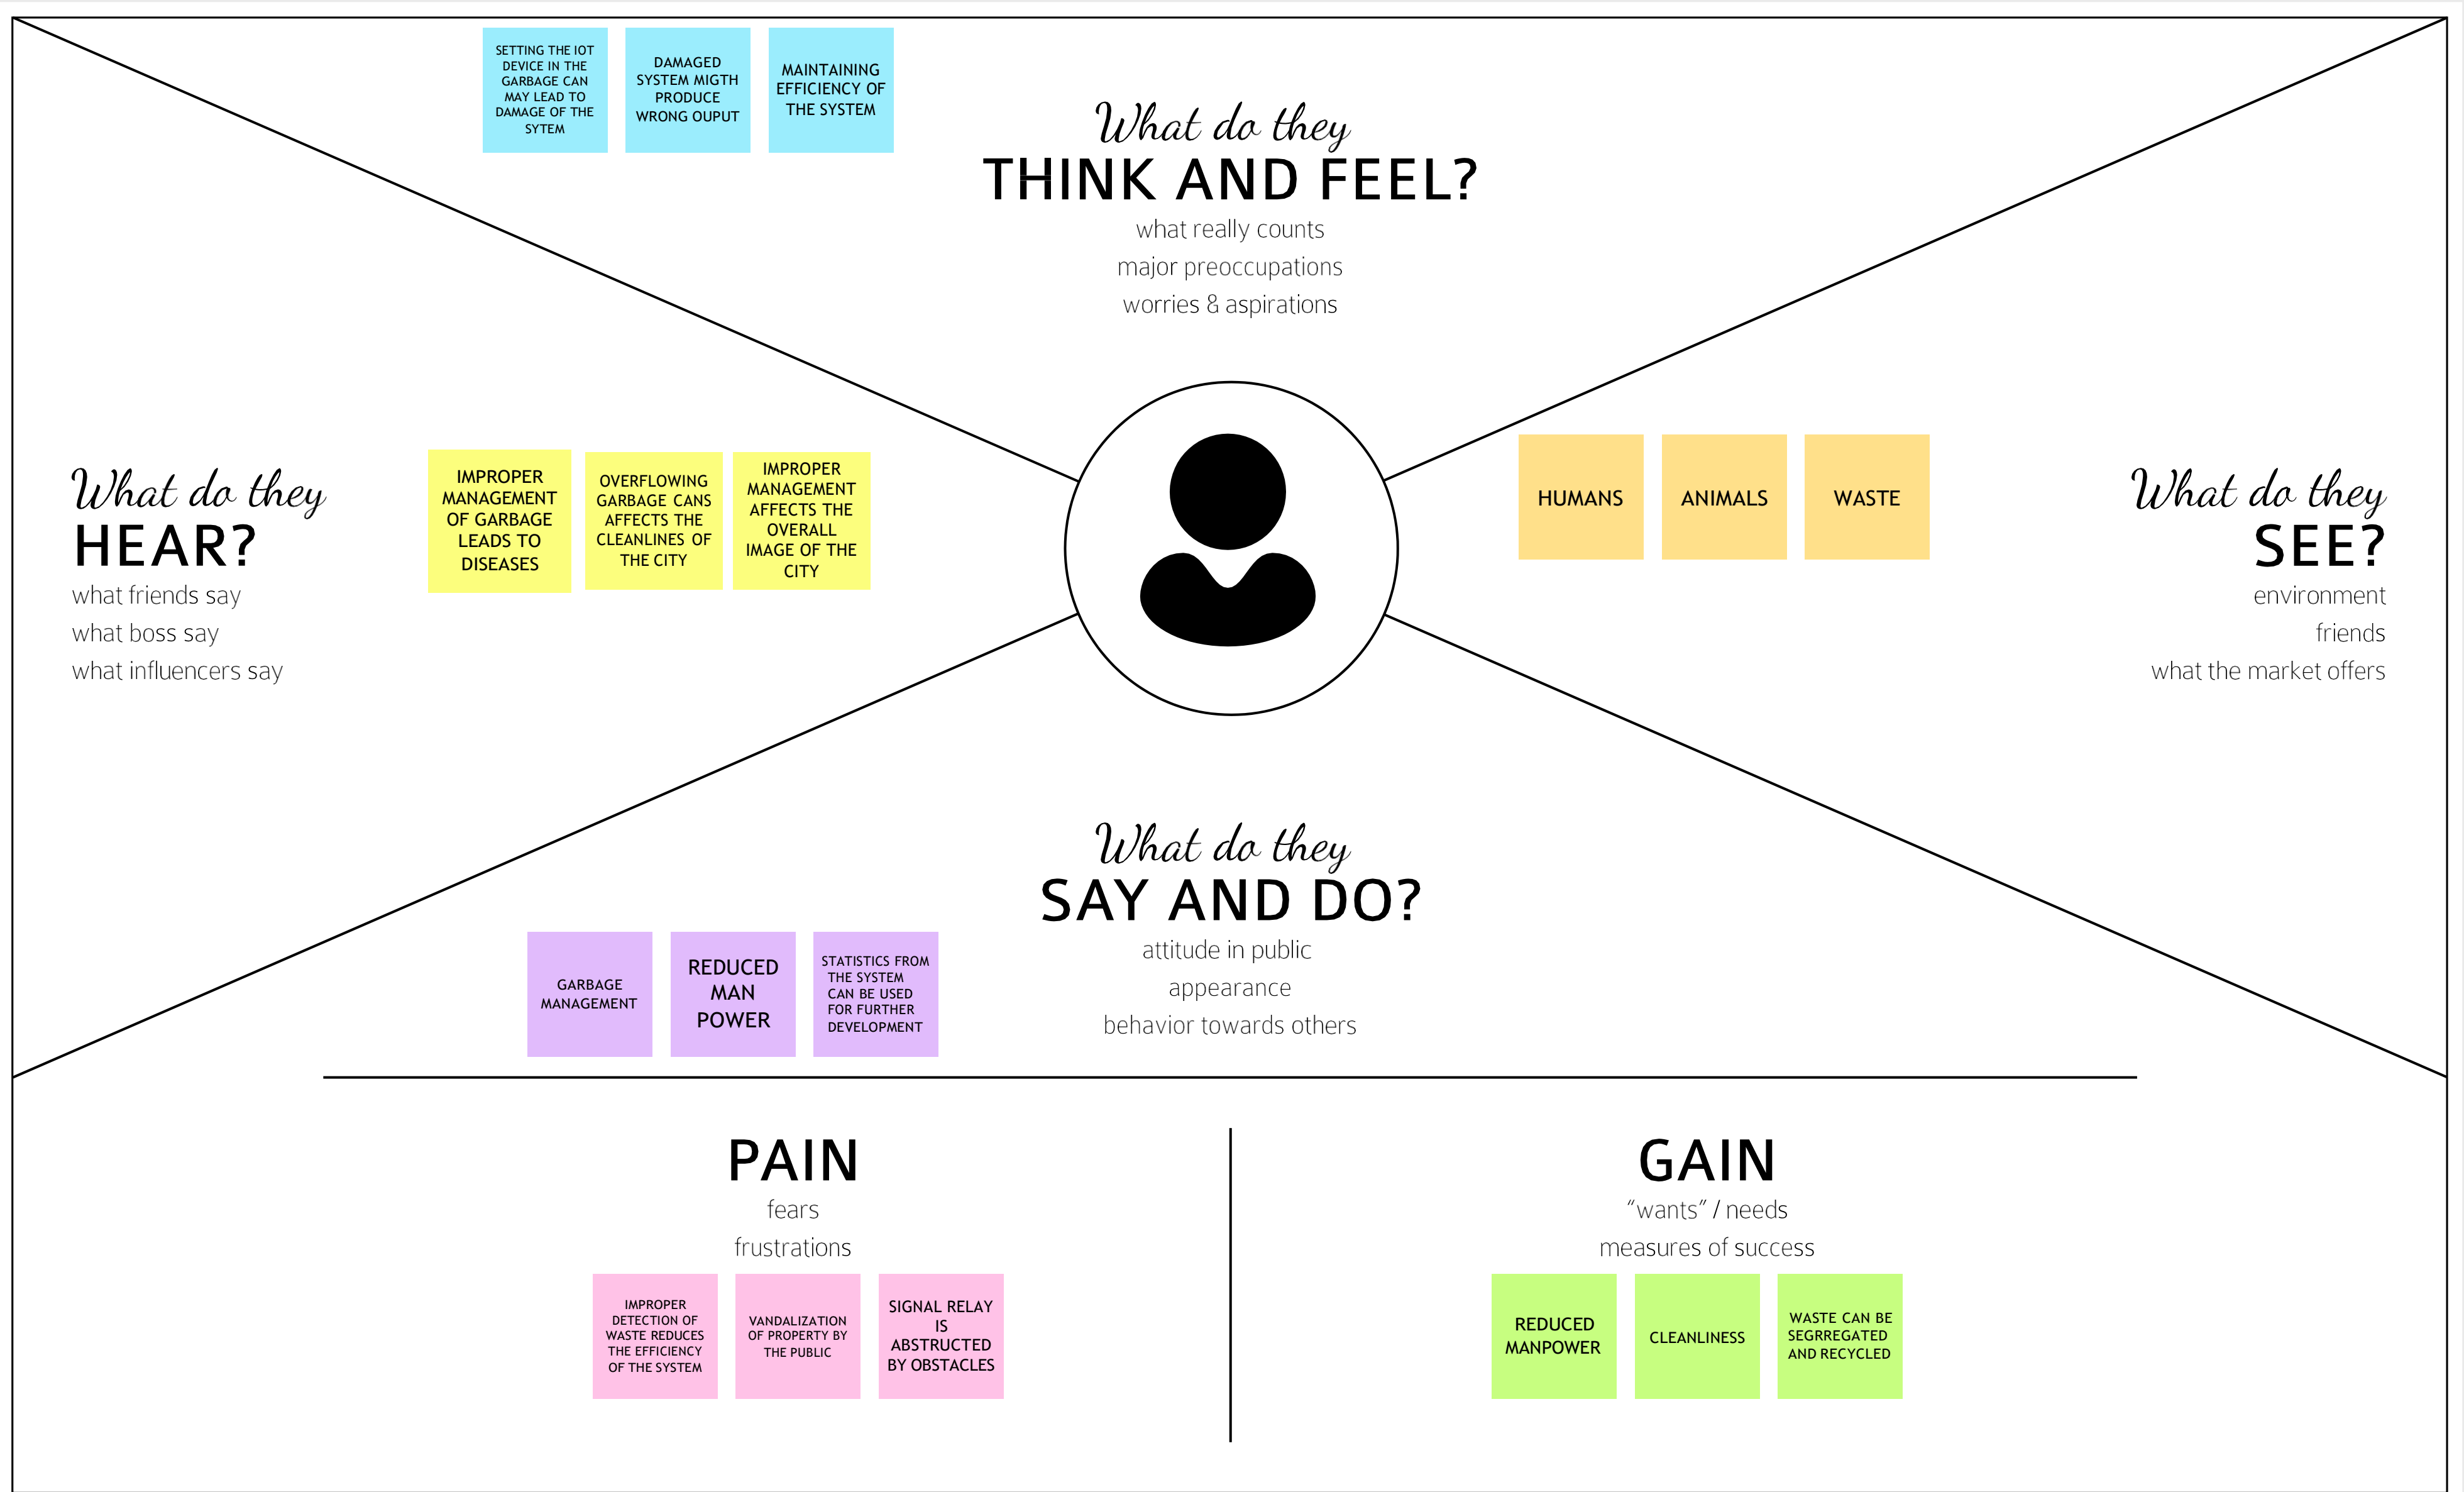 SETTING THE IOT
DEVICE IN THE
GARBAGE CAN
MAY LEAD TO
DAMAGE OF THE
SYTEM
DAMAGED
SYSTEM MIGTH
PRODUCE
WRONG OUPUT
MAINTAINING
EFFICIENCY OF
THE SYSTEM
What do they
THINK AND FEEL?
what really counts
major preoccupations
worries & aspirations
What do they
HEAR?
what friends say
what boss say
what influencers say
IMPROPER
MANAGEMENT
OF GARBAGE
LEADS TO
DISEASES
OVERFLOWING
GARBAGE CANS
AFFECTS THE
CLEANLINES OF
THE CITY
IMPROPER
MANAGEMENT
AFFECTS THE
OVERALL
IMAGE OF THE
CITY
HUMANS
ANIMALS
WASTE
What do they
SEE?
environment
friends
what the market offers
What do they
SAY AND DO?
attitude in public
appearance
behavior towards others
GARBAGE
MANAGEMENT
REDUCED
MAN
POWER
STATISTICS FROM
THE SYSTEM
CAN BE USED
FOR FURTHER
DEVELOPMENT
PAIN
fears
frustrations
IMPROPER
DETECTION OF
WASTE REDUCES
THE EFFICIENCY
OF THE SYSTEM
VANDALIZATION
OF PROPERTY BY
THE PUBLIC
SIGNAL RELAY
IS
ABSTRUCTED
BY OBSTACLES
GAIN
“wants” / needs
measures of success
REDUCED
MANPOWER
CLEANLINESS
WASTE CAN BE
SEGRREGATED
AND RECYCLED